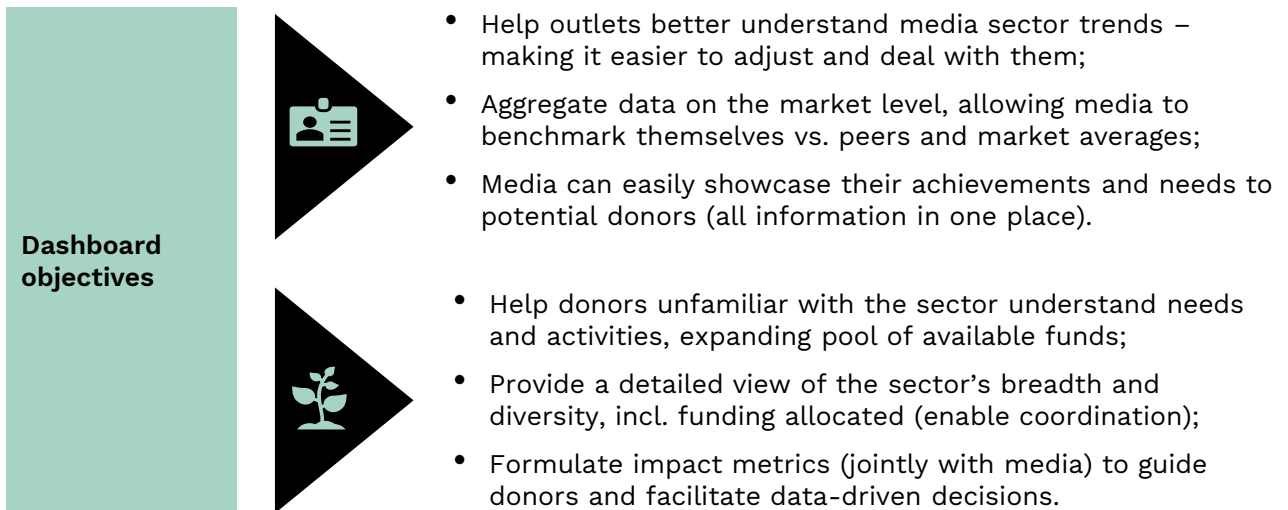 Dashboard
objectives
• Help outlets better understand media sector trends –
making it easier to adjust and deal with them;
• Aggregate data on the market level, allowing media to
benchmark themselves vs. peers and market averages;
• Media can easily showcase their achievements and needs to
potential donors (all information in one place).
• Help donors unfamiliar with the sector understand needs
and activities, expanding pool of available funds;
• Provide a detailed view of the sector’s breadth and
diversity, incl. funding allocated (enable coordination);
• Formulate impact metrics (jointly with media) to guide
donors and facilitate data-driven decisions.